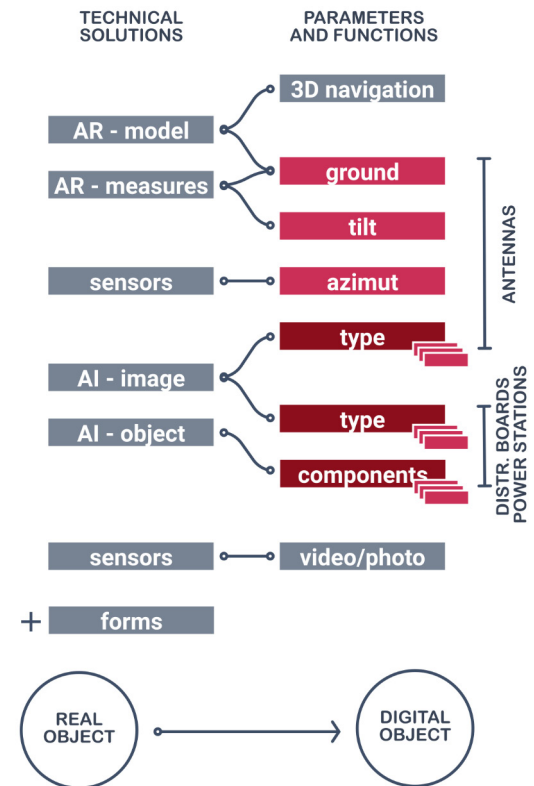 TECHNICAL
SOLUTIONS
PARAMETERS
AND FUNCTIONS
3D navigation
AR - model
ground
AR - measures
tilt
sensors
azimut
type
AI - image
type
AI - object
components
sensors
video/photo
+ forms
ANTENNAS
DISTR. BOARDS
POWER STATIONS
REAL
OBJECT
DIGITAL
OBJECT